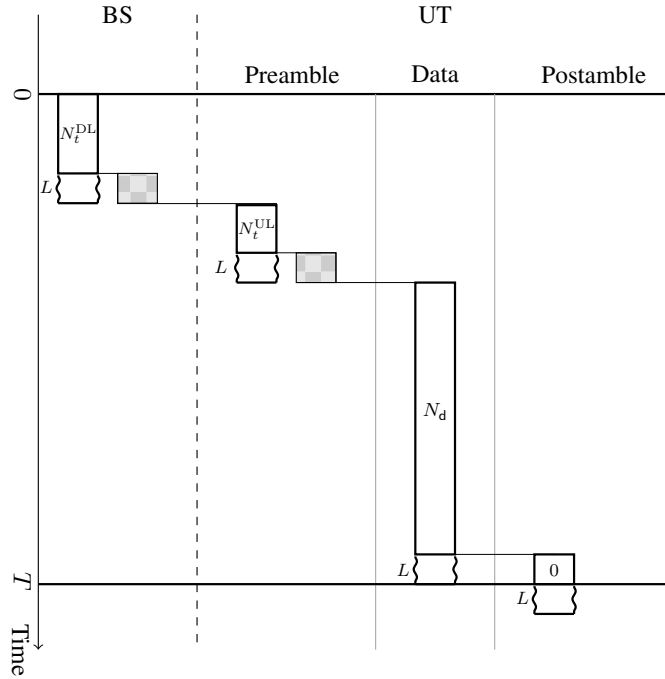 BS
UT
Preamble
Data
Postamble
0
N_t^DL
L
N_t^UL
L
N_d
L
0
T
L
Time